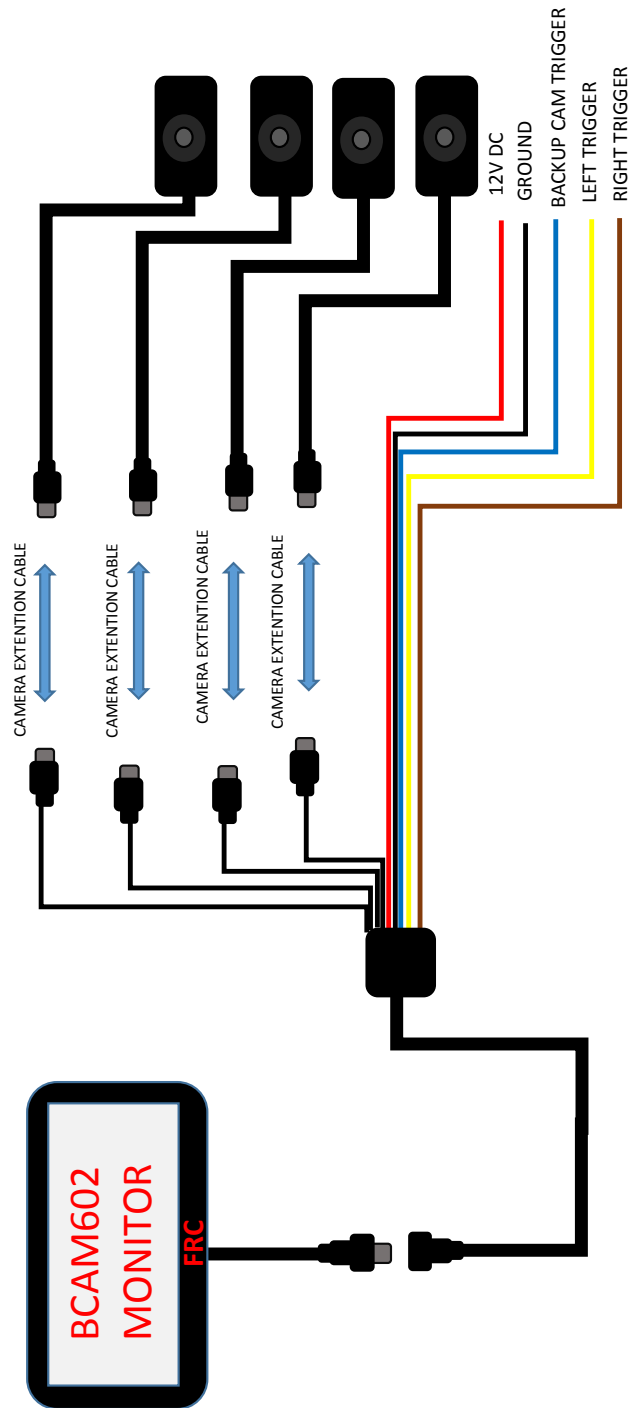 12V DC
GROUND
BACKUP CAM TRIGGER
LEFT TRIGGER
RIGHT TRIGGER
CAMERA EXTENTION CABLE
CAMERA EXTENTION CABLE
CAMERA EXTENTION CABLE
CAMERA EXTENTION CABLE
BCAM602
MONITOR
FRC